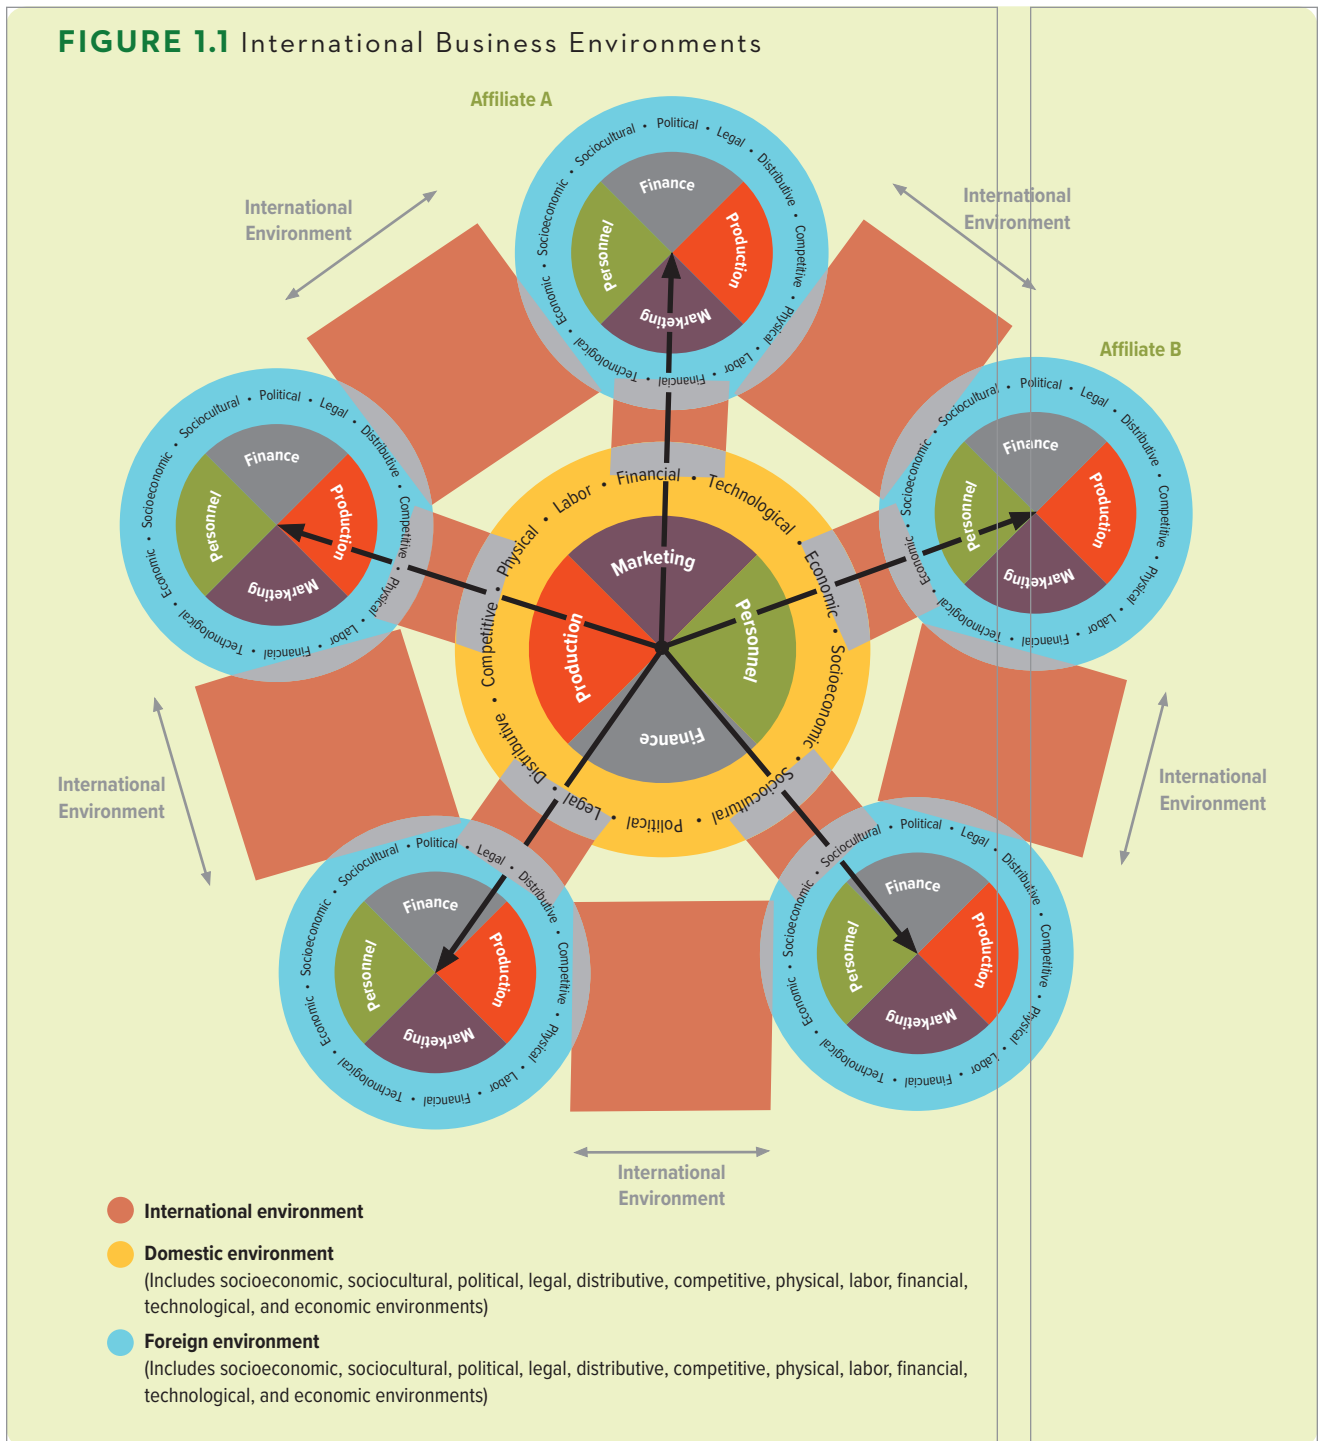 FIGURE 1.1 International Business Environments
Affiliate A
Sociocultural • Political • Legal • Distributive • Competitive • Physical • Labor • Financial • Technological • Economic • Socioeconomic •
Finance
Production
Marketing
Personnel
International
Environment
International
Environment
Affiliate B
Sociocultural • Political • Legal • Distributive • Competitive • Physical • Labor • Financial • Technological • Economic • Socioeconomic •
Finance
Production
Marketing
Personnel
Sociocultural • Political • Legal • Distributive • Competitive • Physical • Labor • Financial • Technological • Economic • Socioeconomic •
Finance
Production
Marketing
Personnel
Financial • Technological • Economic • Socioeconomic • Sociocultural • Political • Legal • Distributive • Competitive • Physical • Labor •
Marketing
Personnel
Finance
Production
International
Environment
International
Environment
Sociocultural • Political • Legal • Distributive • Competitive • Physical • Labor • Financial • Technological • Economic • Socioeconomic •
Finance
Production
Marketing
Personnel
Sociocultural • Political • Legal • Distributive • Competitive • Physical • Labor • Financial • Technological • Economic • Socioeconomic •
Finance
Production
Marketing
Personnel
International
Environment
International environment
Domestic environment
(Includes socioeconomic, sociocultural, political, legal, distributive, competitive, physical, labor, financial,
technological, and economic environments)
Foreign environment
(Includes socioeconomic, sociocultural, political, legal, distributive, competitive, physical, labor, financial,
technological, and economic environments)